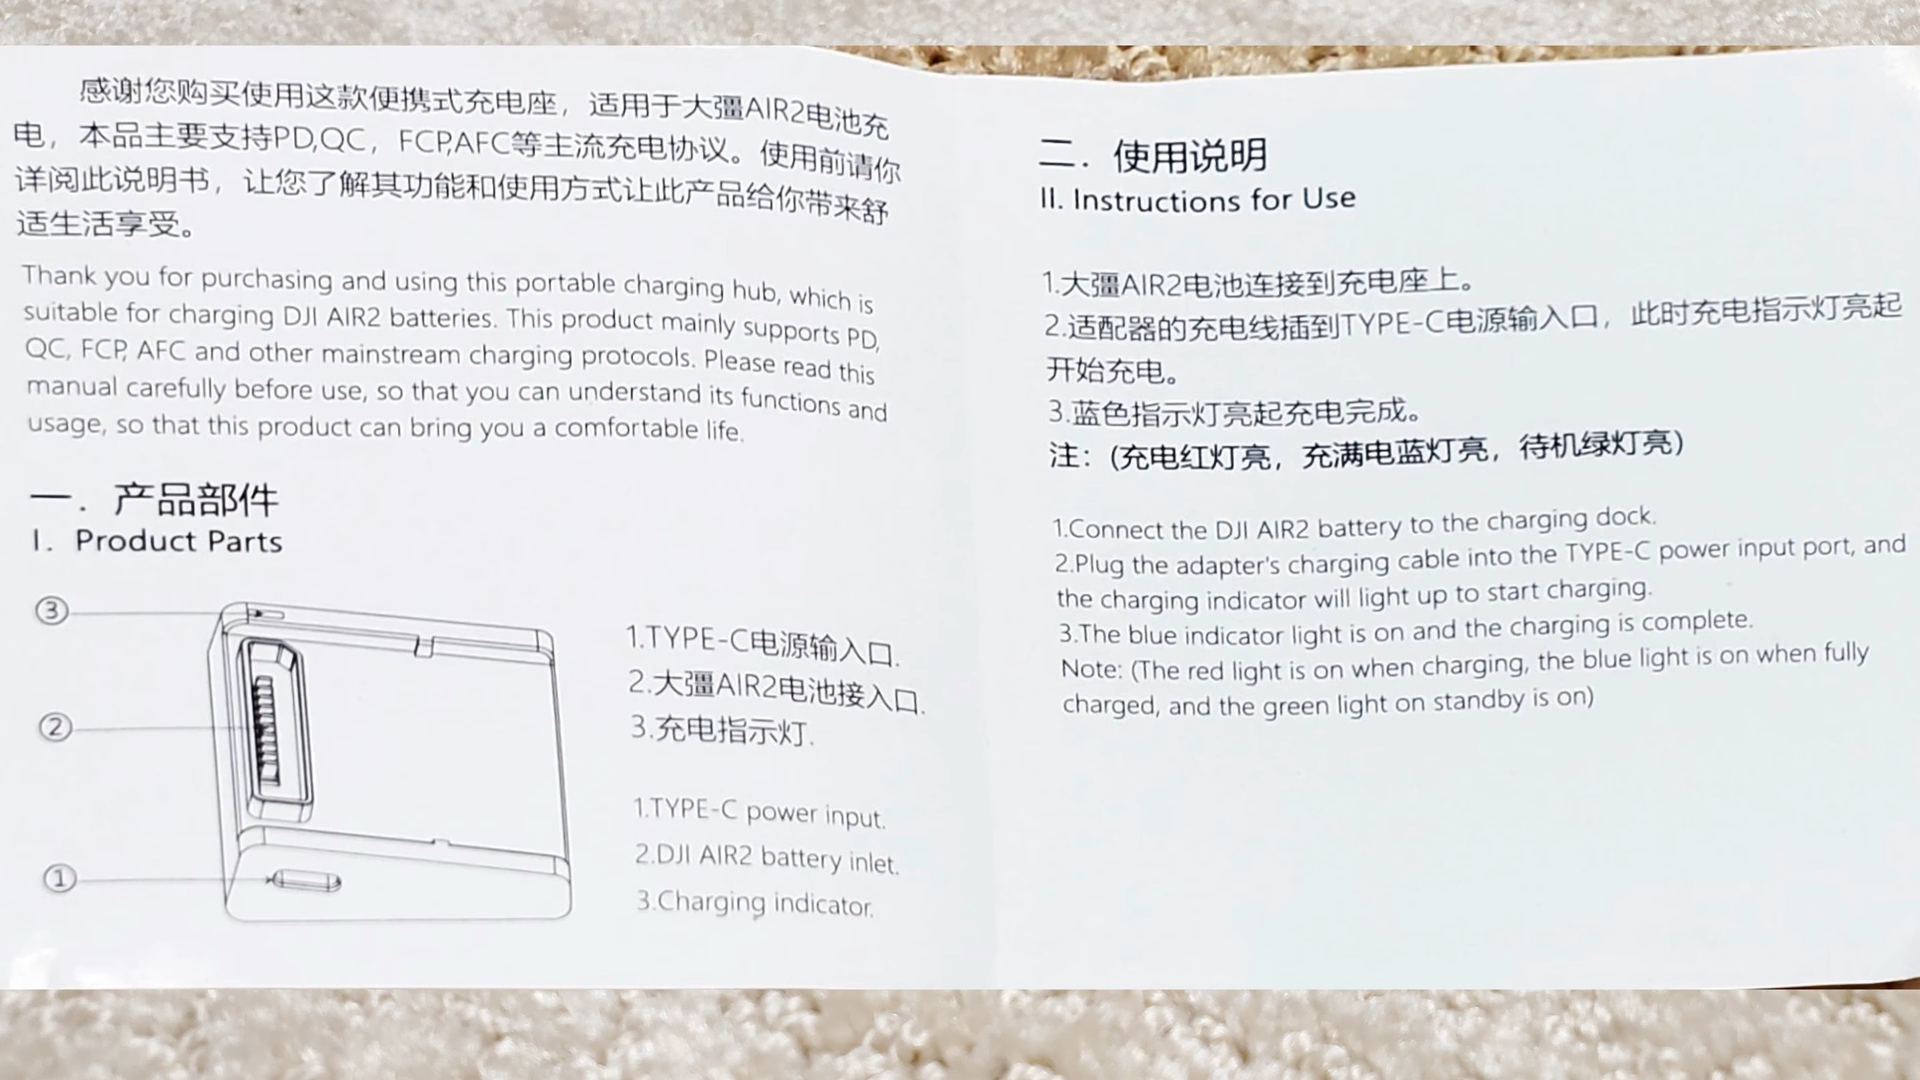 感谢您购买使用这款便携式充电座，适用于大疆AIR2电池充
电，本品主要支持PD,QC，FCP,AFC等主流充电协议。使用前请你
详阅此说明书，让您了解其功能和使用方式让此产品给你带来舒
适生活享受。
Thank you for purchasing and using this portable charging hub, which is
suitable for charging DJI AIR2 batteries. This product mainly supports PD,
QC, FCP, AFC and other mainstream charging protocols. Please read this
manual carefully before use, so that you can understand its functions and
usage, so that this product can bring you a comfortable life.
一．产品部件
I. Product Parts
③
②
①
1.TYPE-C电源输入口.
2.大疆AIR2电池接入口.
3.充电指示灯.
1.TYPE-C power input.
2.DJI AIR2 battery inlet.
3.Charging indicator.
二．使用说明
II. Instructions for Use
1.大疆AIR2电池连接到充电座上。
2.适配器的充电线插到TYPE-C电源输入口，此时充电指示灯亮起
开始充电。
3.蓝色指示灯亮起充电完成。
注：(充电红灯亮，充满电蓝灯亮，待机绿灯亮)
1.Connect the DJI AIR2 battery to the charging dock.
2.Plug the adapter's charging cable into the TYPE-C power input port, and
the charging indicator will light up to start charging.
3.The blue indicator light is on and the charging is complete.
Note: (The red light is on when charging, the blue light is on when fully
charged, and the green light on standby is on)